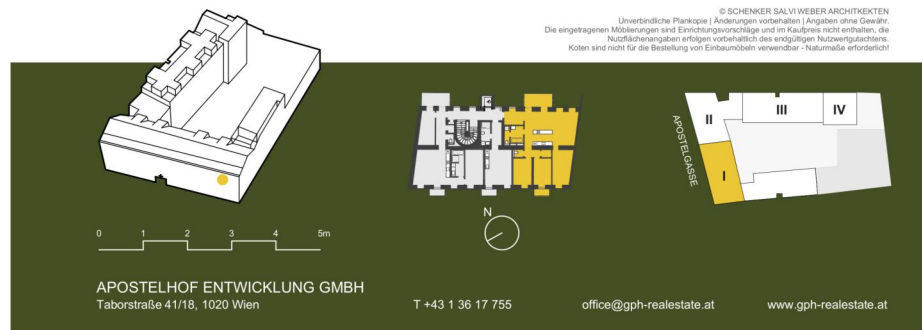 © SCHENKER SALVI WEBER ARCHITKEKTEN
Unverbindliche Plankopie | Änderungen vorbehalten | Angaben ohne Gewähr.
Die eingetragenen Möblierungen sind Einrichtungsvorschläge und im Kaufpreis nicht enthalten, die
Nutzflächenangaben erfolgen vorbehaltlich des endgültigen Nutzwertgutachtens.
Koten sind nicht für die Bestellung von Einbaumöbeln verwendbar - Naturmaße erforderlich!
II
III
IV
APOSTELGASSE
I
N
0 1 2 3 4 5m
APOSTELHOF ENTWICKLUNG GMBH
Taborstraße 41/18, 1020 Wien
T +43 1 36 17 755
office@gph-realestate.at
www.gph-realestate.at